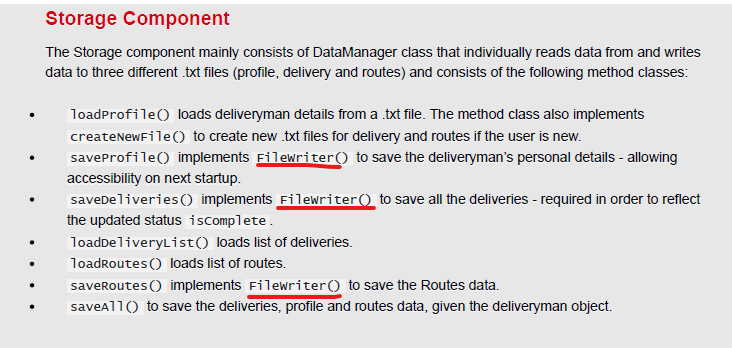 Storage Component
The Storage component mainly consists of DataManager class that individually reads data from and writes
data to three different .txt files (profile, delivery and routes) and consists of the following method classes:
• loadProfile() loads deliveryman details from a .txt file. The method class also implements
createNewFile() to create new .txt files for delivery and routes if the user is new.
• saveProfile() implements FileWriter() to save the deliveryman's personal details - allowing
accessibility on next startup.
• saveDeliveries() implements FileWriter() to save all the deliveries - required in order to reflect
the updated status isComplete.
• loadDeliveryList() loads list of deliveries.
• loadRoutes() loads list of routes.
• saveRoutes() implements FileWriter() to save the Routes data.
• saveAll() to save the deliveries, profile and routes data, given the deliveryman object.